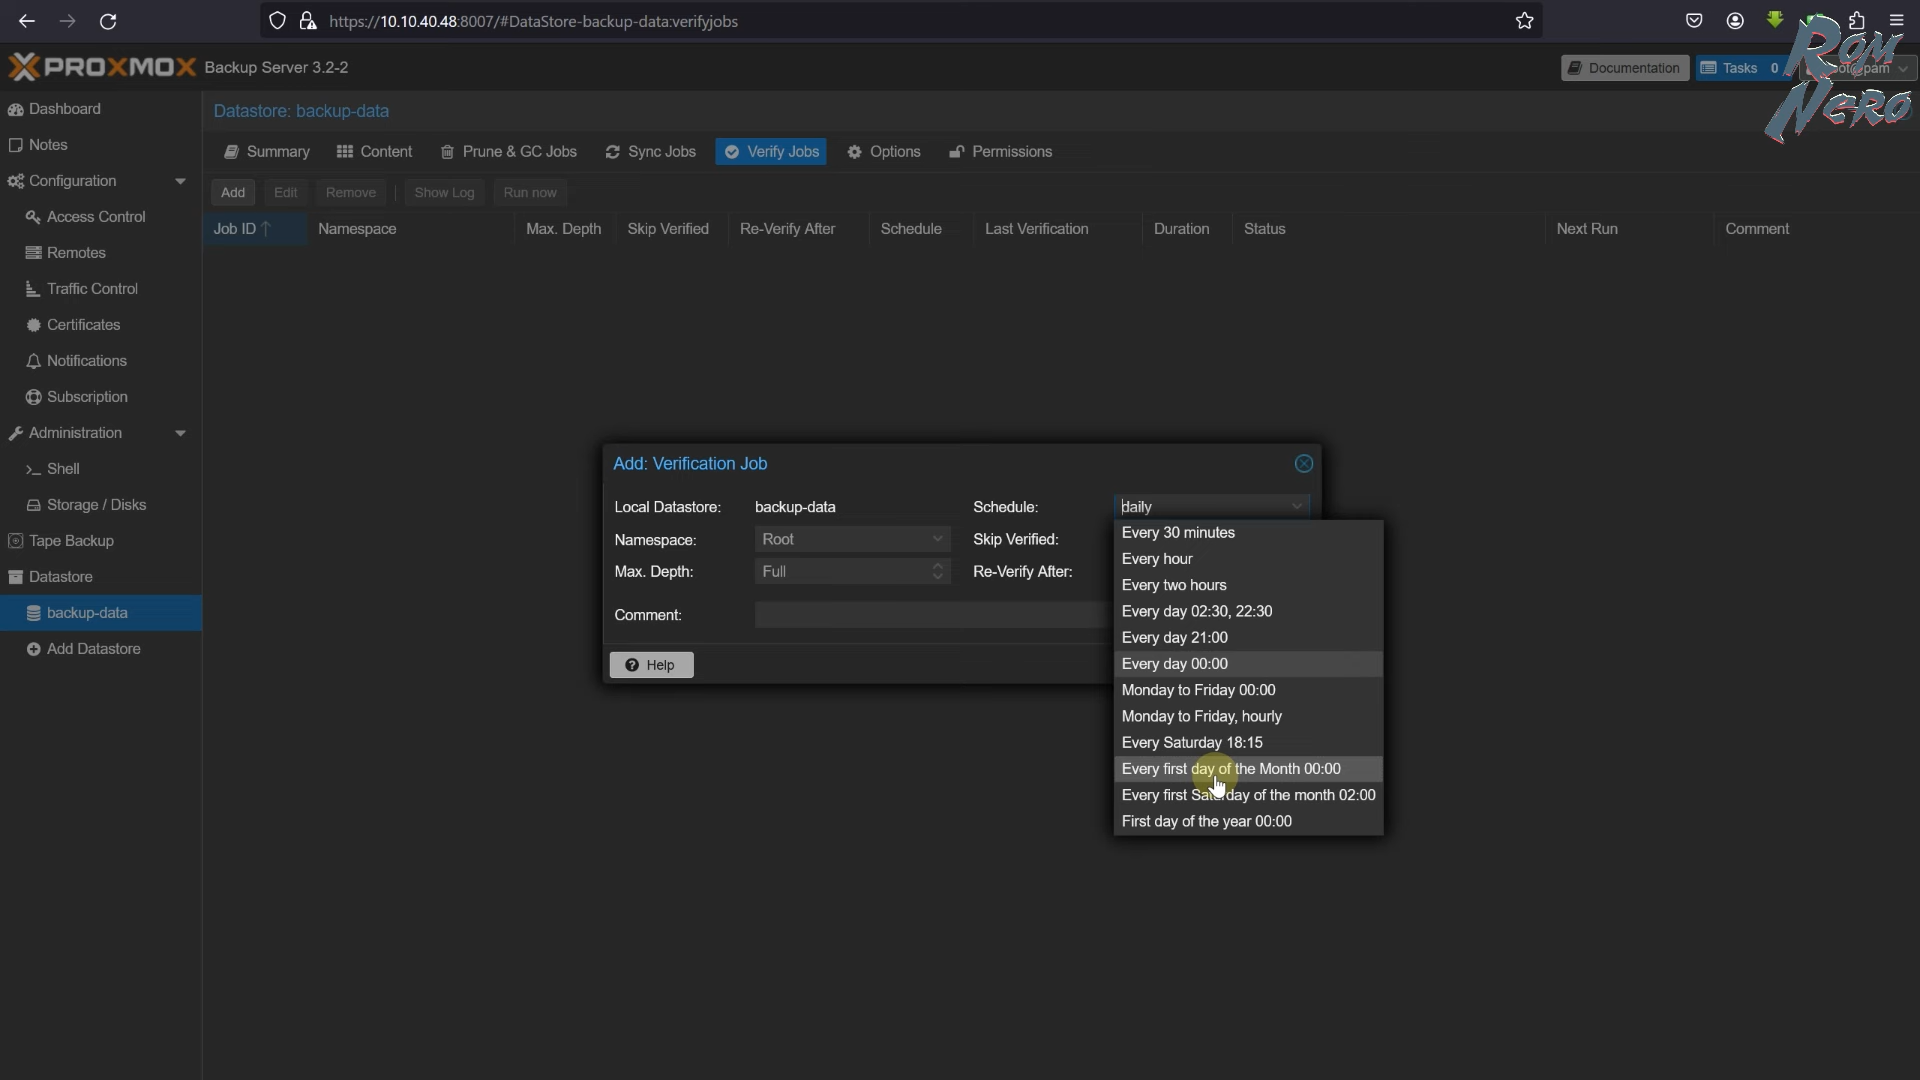 https://10.10.40.48:8007/#DataStore-backup-data:verifyjobs
PROXMOX Backup Server 3.2-2
Documentation
Tasks 0
Rom
Nero
Dashboard
Notes
Configuration
Access Control
Remotes
Traffic Control
Certificates
Notifications
Subscription
Administration
Shell
Storage / Disks
Tape Backup
Datastore
backup-data
Add Datastore
Datastore: backup-data
Summary Content Prune & GC Jobs Sync Jobs Verify Jobs Options Permissions
Add Edit Remove Show Log Run now
Job ID Namespace Max. Depth Skip Verified Re-Verify After Schedule Last Verification Duration Status Next Run Comment
Add: Verification Job
Local Datastore: backup-data
Namespace: Root
Max. Depth: Full
Comment:
Help
Schedule: daily
Skip Verified:
Re-Verify After:
Every 30 minutes
Every hour
Every two hours
Every day 02:30, 22:30
Every day 21:00
Every day 00:00
Monday to Friday 00:00
Monday to Friday, hourly
Every Saturday 18:15
Every first day of the Month 00:00
Every first Saturday of the month 02:00
First day of the year 00:00